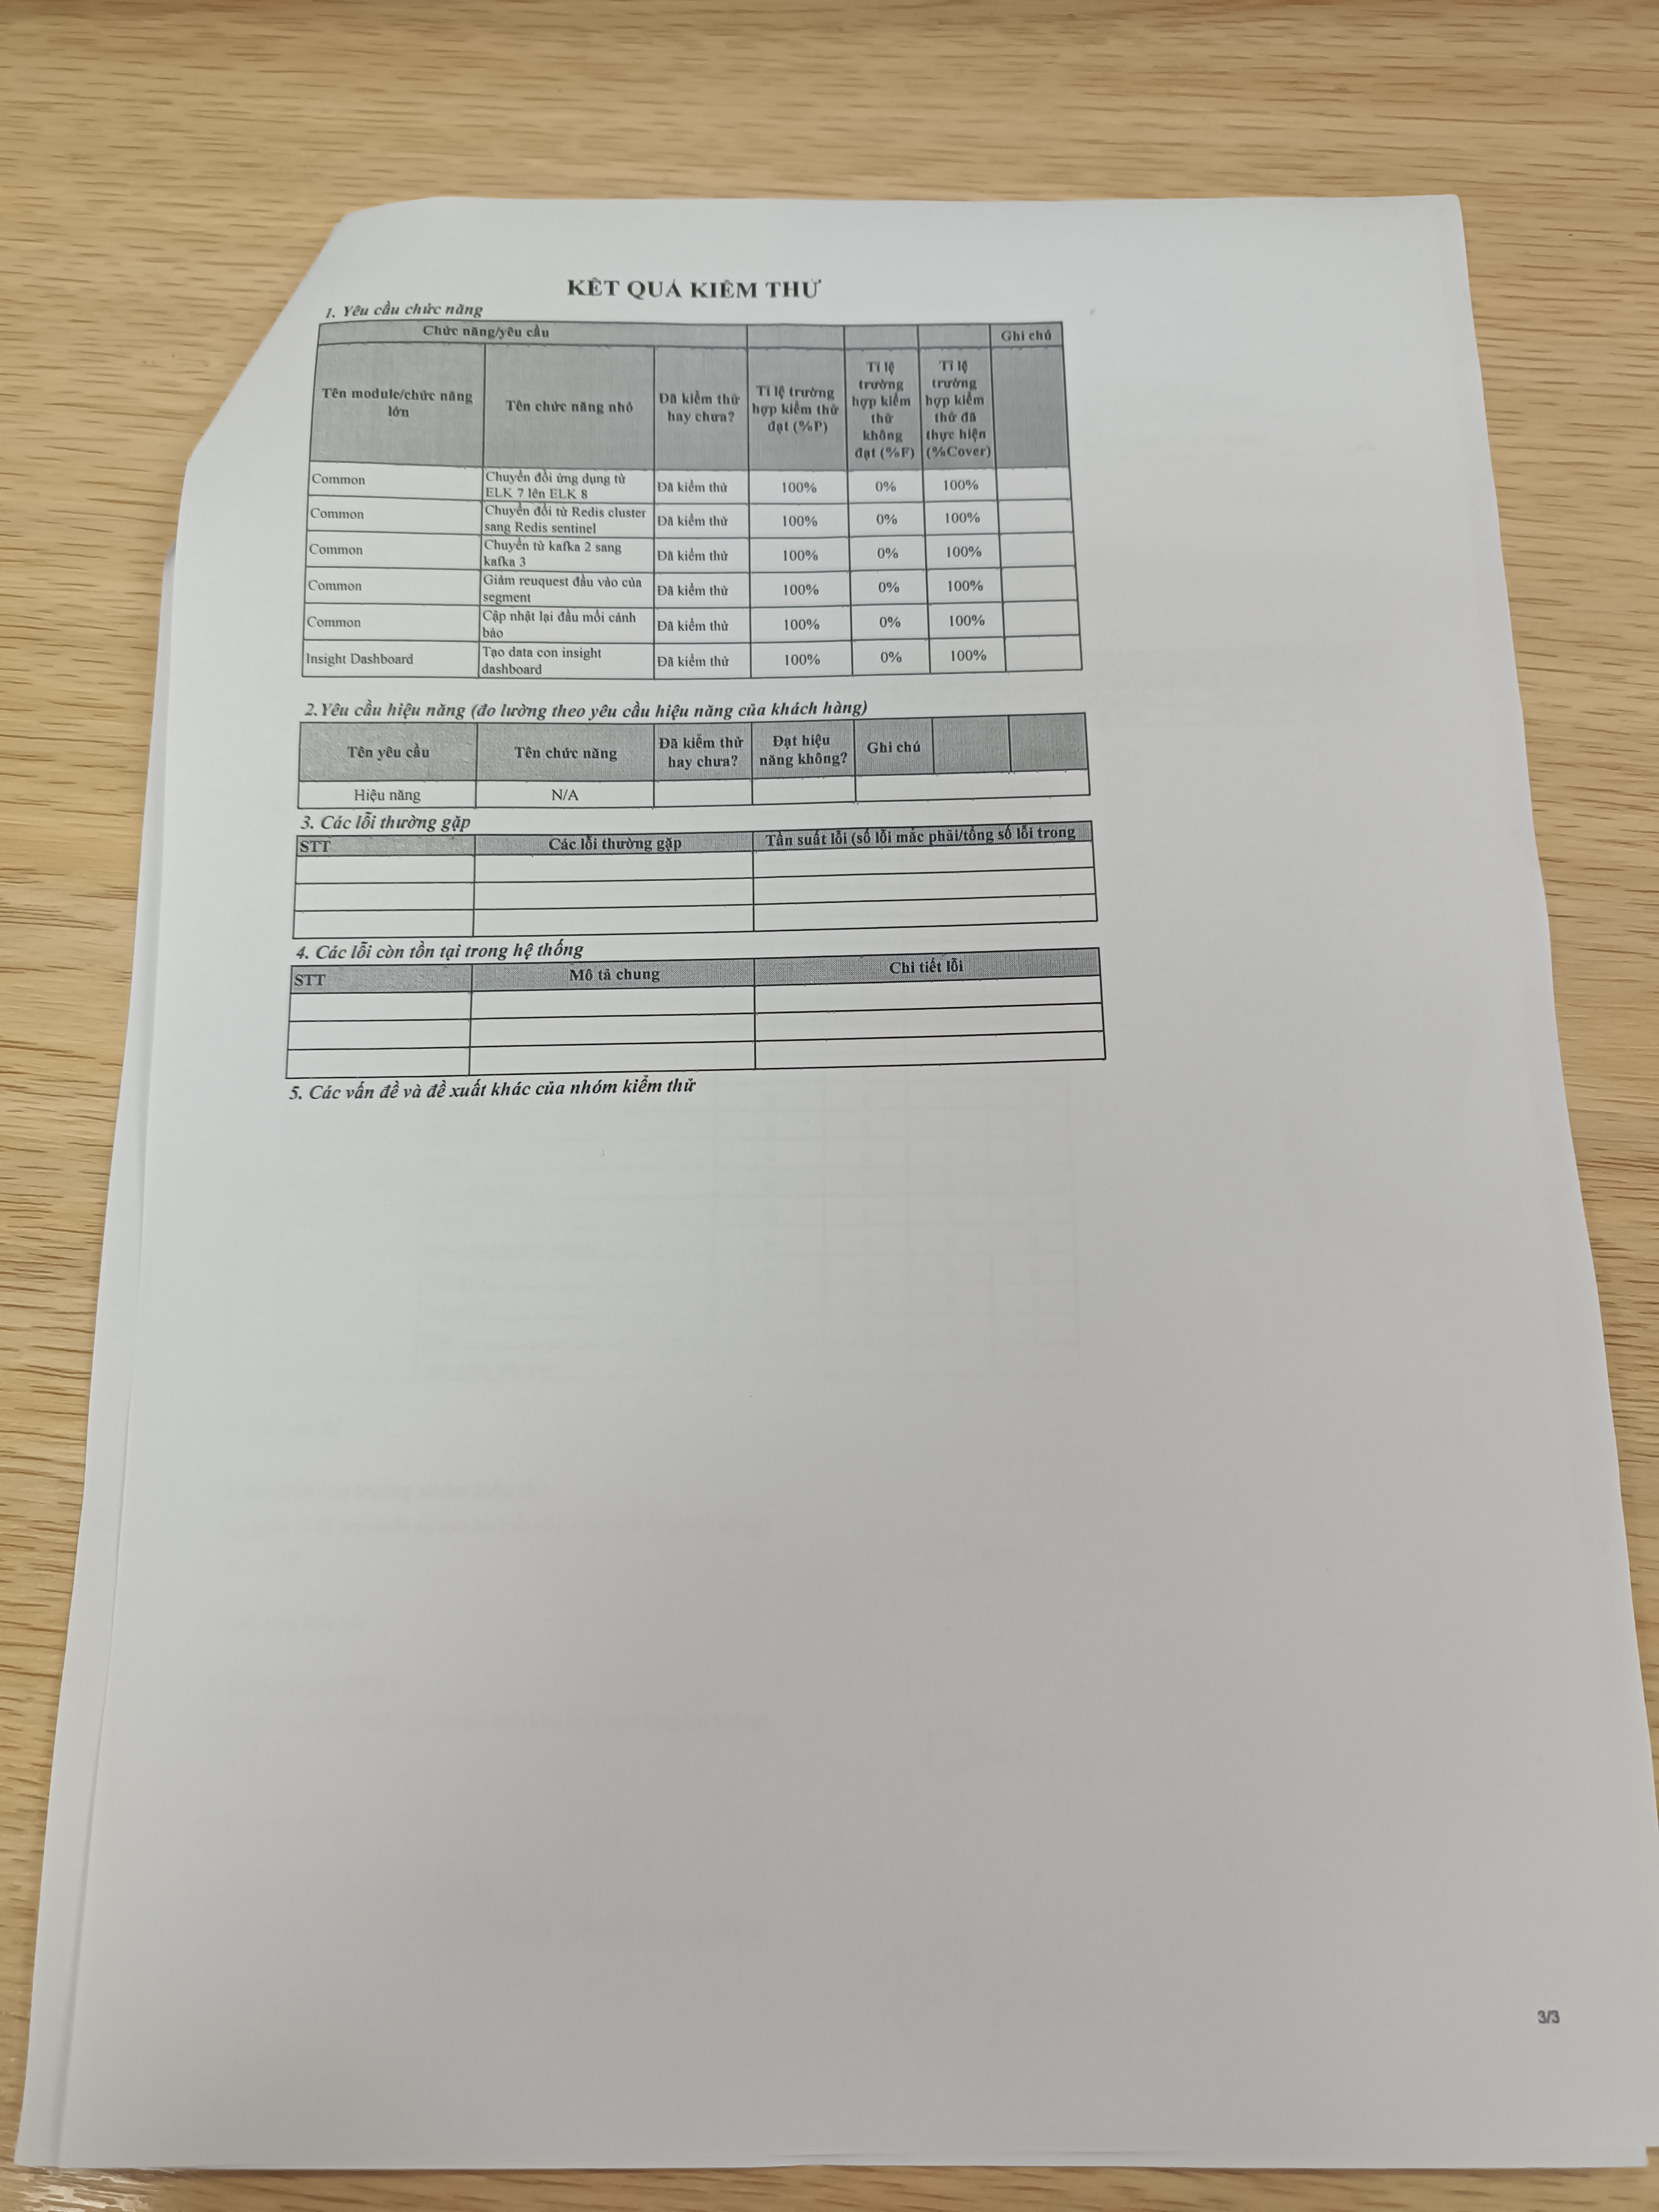 KẾT QUẢ KIỂM THỬ
1. Yêu cầu chức năng
Chức năng/yêu cầu Ghi chú
Tên module/chức năng lớn Tên chức năng nhỏ Đã kiểm thử hay chưa? Tỉ lệ trường hợp kiểm thử đạt (%P) Tỉ lệ trường hợp kiểm thử không đạt (%F) Tỉ lệ trường hợp kiểm thử đã thực hiện (%Cover)
Common Chuyển đổi ứng dụng từ ELK 7 lên ELK 8 Đã kiểm thử 100% 0% 100%
Common Chuyển đổi từ Redis cluster sang Redis sentinel Đã kiểm thử 100% 0% 100%
Common Chuyển từ kafka 2 sang kafka 3 Đã kiểm thử 100% 0% 100%
Common Giảm reuquest đầu vào của segment Đã kiểm thử 100% 0% 100%
Common Cập nhật lại đầu mối cảnh báo Đã kiểm thử 100% 0% 100%
Insight Dashboard Tạo data con insight dashboard Đã kiểm thử 100% 0% 100%
2. Yêu cầu hiệu năng (đo lường theo yêu cầu hiệu năng của khách hàng)
Tên yêu cầu Tên chức năng Đã kiểm thử hay chưa? Đạt hiệu năng không? Ghi chú
Hiệu năng N/A
3. Các lỗi thường gặp
STT Các lỗi thường gặp Tần suất lỗi (số lỗi mắc phải/tổng số lỗi trong
4. Các lỗi còn tồn tại trong hệ thống
STT Mô tả chung Chi tiết lỗi
5. Các vấn đề và đề xuất khác của nhóm kiểm thử
3/3